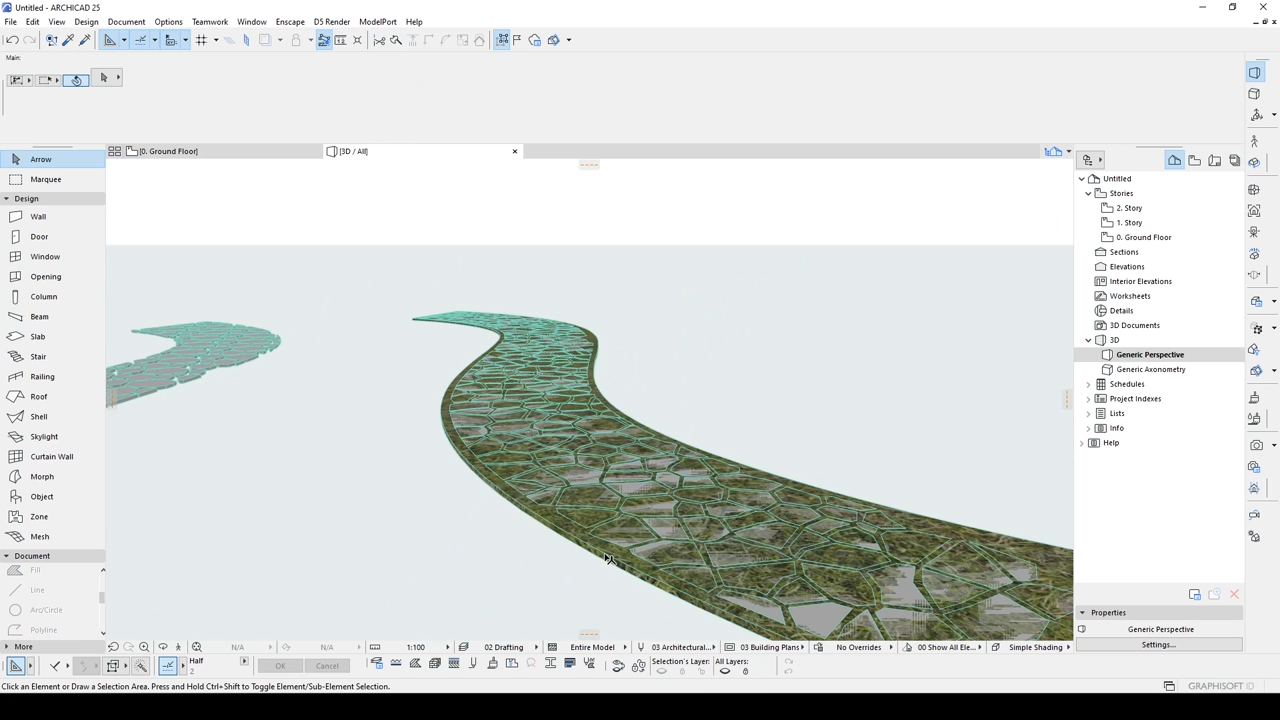 Untitled - ARCHICAD 25
File Edit View Design Document Options Teamwork Window Enscape D5 Render ModelPort Help
Main:
Arrow
Marquee
Design
Wall
Door
Window
Opening
Column
Beam
Slab
Stair
Railing
Roof
Shell
Skylight
Curtain Wall
Morph
Object
Zone
Mesh
Document
Fill
Line
Arc/Circle
Polyline
More
[0. Ground Floor]
[3D / All]
Untitled
Stories
2. Story
1. Story
0. Ground Floor
Sections
Elevations
Interior Elevations
Worksheets
Details
3D Documents
3D
Generic Perspective
Generic Axonometry
Schedules
Project Indexes
Lists
Info
Help
Properties
Generic Perspective
Settings...
N/A N/A 1:100 02 Drafting Entire Model 03 Architectural... 03 Building Plans No Overrides 00 Show All Ele... Simple Shading
Half
2
OK Cancel
Selection's Layer: All Layers:
Click an Element or Draw a Selection Area. Press and Hold Ctrl+Shift to Toggle Element/Sub-Element Selection.
GRAPHISOFT ID